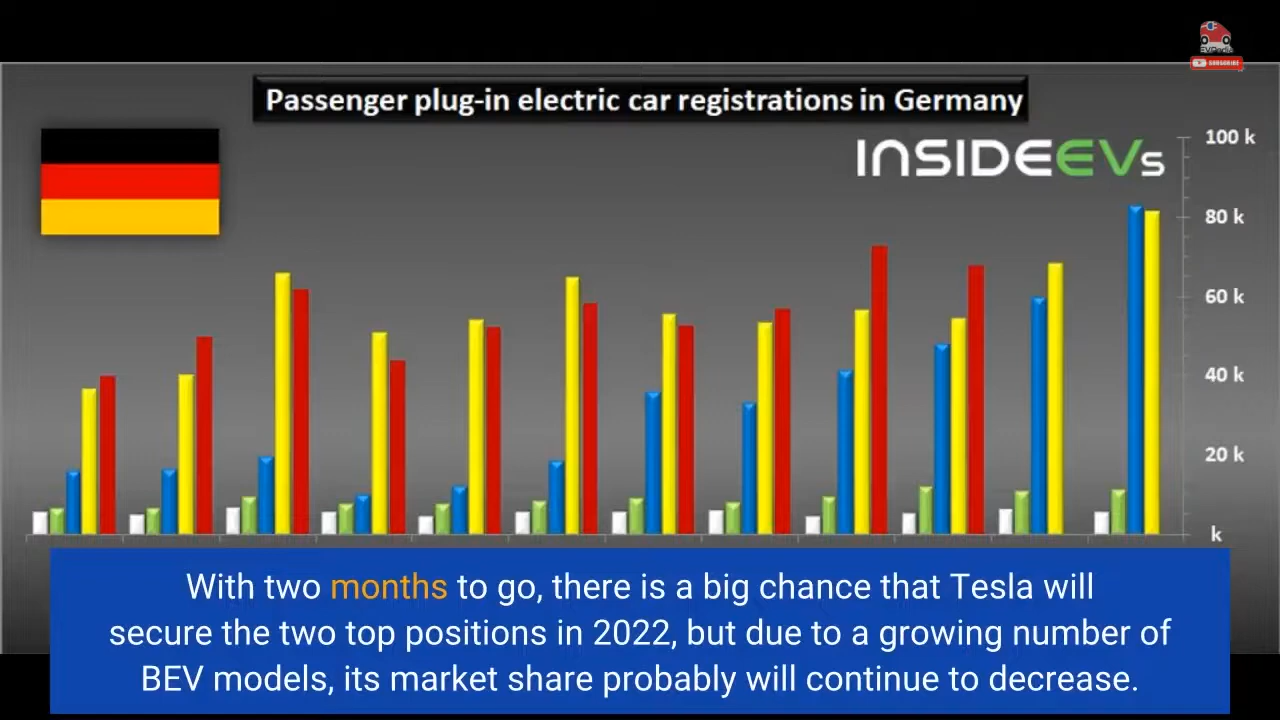 EVPedia
SUBSCRIBE
Passenger plug-in electric car registrations in Germany
INSIDEEVs
100 k
80 k
60 k
40 k
20 k
k
With two months to go, there is a big chance that Tesla will
secure the two top positions in 2022, but due to a growing number of
BEV models, its market share probably will continue to decrease.